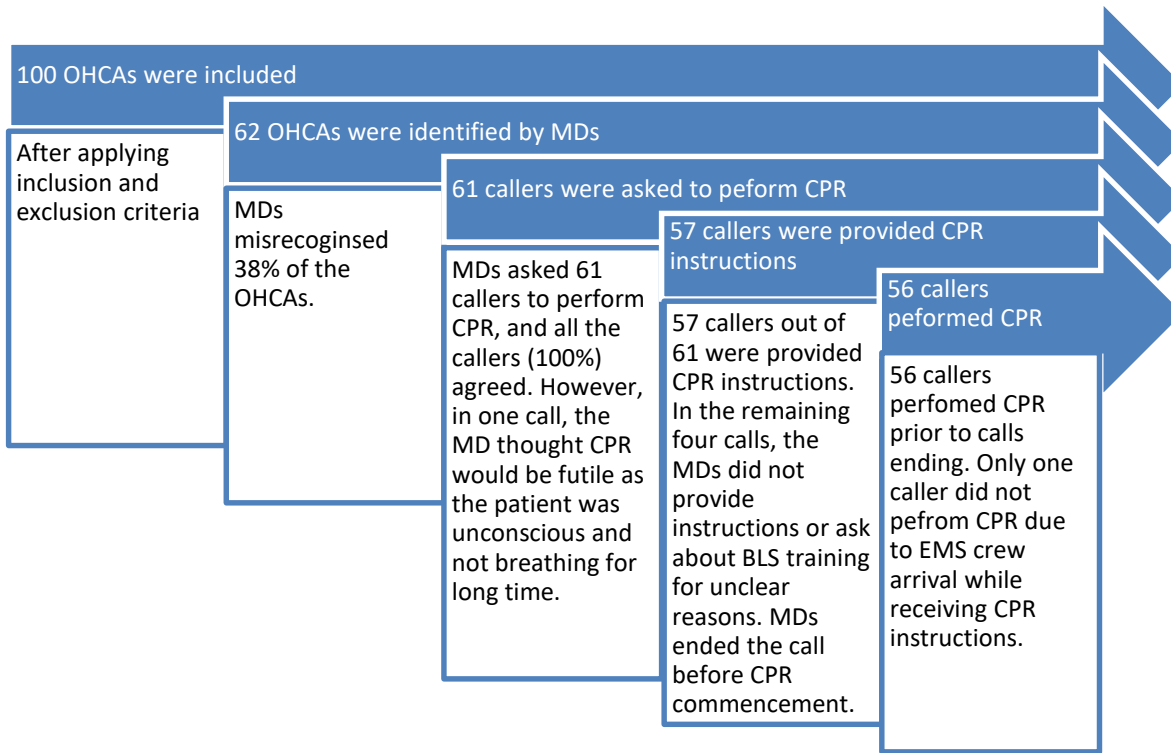 100 OHCAs were included
After applying
inclusion and
exclusion criteria
62 OHCAs were identified by MDs
MDs
misrecoginsed
38% of the
OHCAs.
61 callers were asked to peform CPR
MDs asked 61
callers to perform
CPR, and all the
callers (100%)
agreed. However,
in one call, the
MD thought CPR
would be futile as
the patient was
unconscious and
not breathing for
long time.
57 callers were provided CPR
instructions
57 callers out of
61 were provided
CPR instructions.
In the remaining
four calls, the
MDs did not
provide
instructions or ask
about BLS training
for unclear
reasons. MDs
ended the call
before CPR
commencement.
56 callers
peformed CPR
56 callers
perfomed CPR
prior to calls
ending. Only one
caller did not
pefrom CPR due
to EMS crew
arrival while
receiving CPR
instructions.